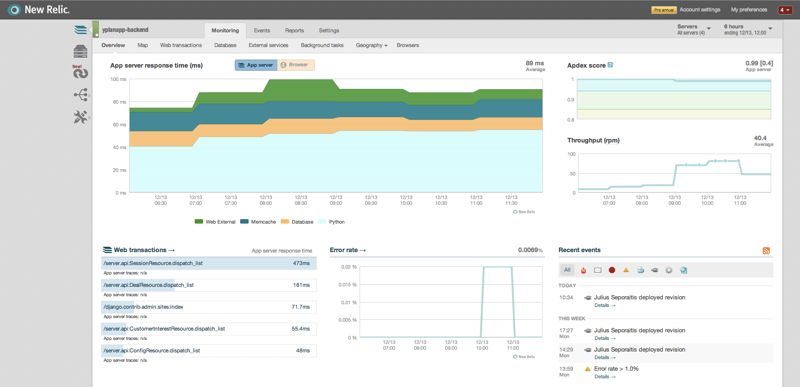 New Relic.
Pro annual
Account settings
My preferences
4
yplanapp-backend
Monitoring
Events
Reports
Settings
Servers
All servers (4)
6 hours
ending 12/13, 12:00
Overview
Map
Web transactions
Database
External services
Background tasks
Geography
Browsers
New!
App server response time (ms)
App server
Browser
89 ms
Average
100 ms
80 ms
60 ms
40 ms
20 ms
0 ms
12/13 06:00
12/13 07:00
12/13 07:30
12/13 08:00
12/13 08:30
12/13 09:00
12/13 09:30
12/13 10:00
12/13 10:30
12/13 11:00
12/13 11:30
Web External
Memcache
Database
Python
New Relic
Apdex score
?
0.99 [0.4]
App server
1
0.9
0.8
Throughput (rpm)
40.4
Average
100
50
0
12/13 07:00
12/13 08:00
12/13 09:00
12/13 10:00
12/13 11:00
Web transactions →
App server response time
/server.api:SessionResource.dispatch_list
473ms
App server traces: n/a
/server.api:DealResource.dispatch_list
161ms
App server traces: n/a
/django.contrib.admin.sites:index
71.7ms
App server traces: n/a
/server.api:CustomerInterestResource.dispatch_list
55.4ms
App server traces: n/a
/server.api:ConfigResource.dispatch_list
48ms
App server traces: n/a
Error rate →
0.0069%
0.02 %
0.015 %
0.01 %
0.005 %
0 %
12/13 07:00
12/13 08:00
12/13 09:00
12/13 10:00
12/13 11:00
New Relic
Recent events
All
TODAY
10:34
Julius Seporaitis deployed revision
Details →
THIS WEEK
17:27
Mon
Julius Seporaitis deployed revision
Details →
14:29
Mon
Julius Seporaitis deployed revision
Details →
13:59
Mon
Error rate > 1.0%
Details →